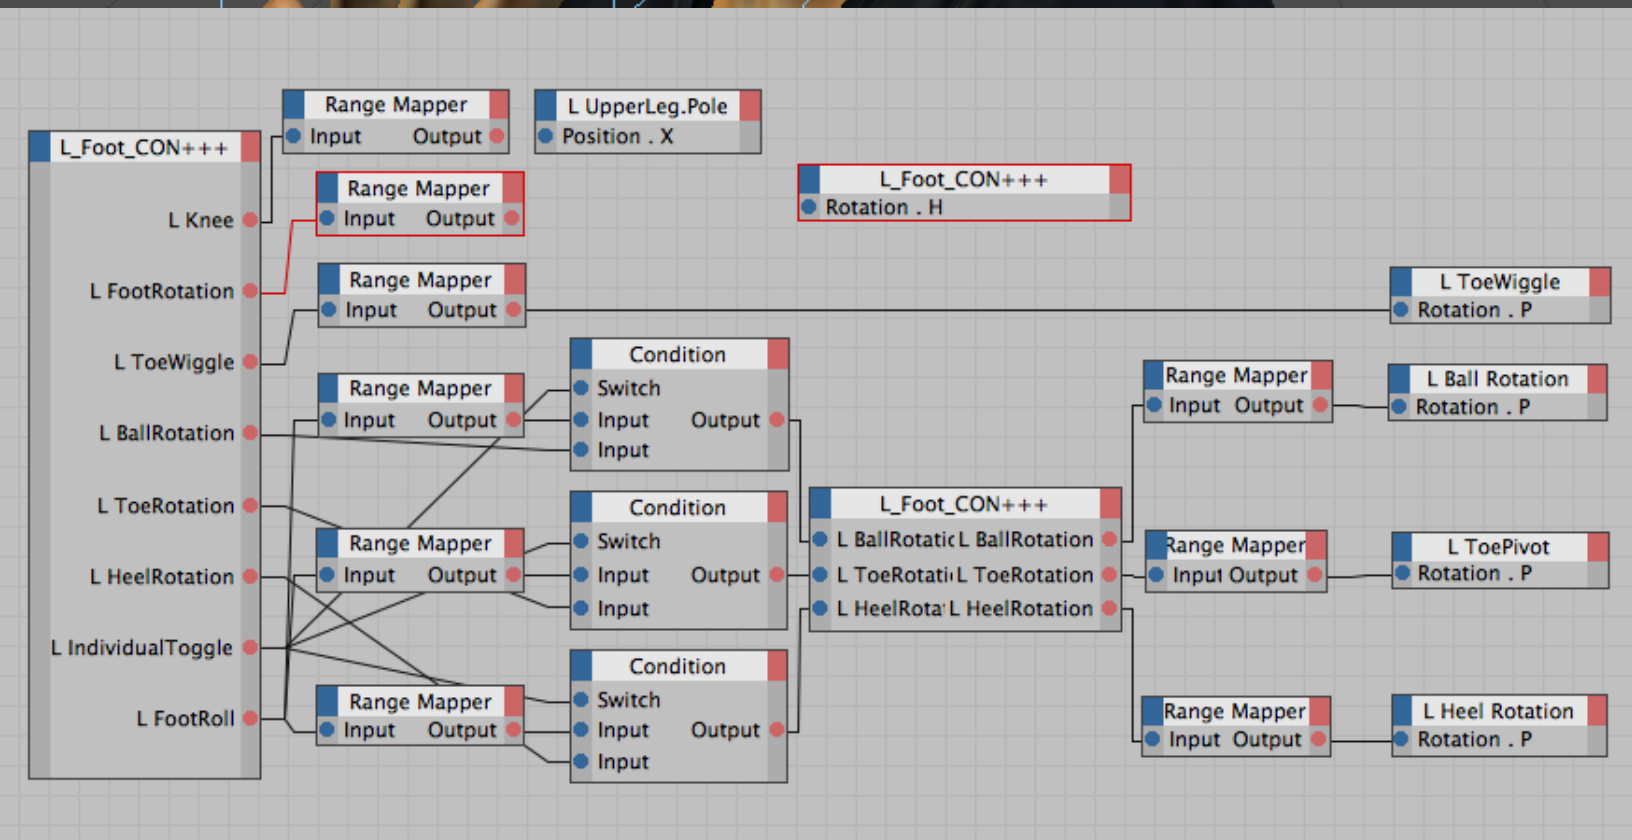 L_Foot_CON+++
L Knee
L FootRotation
L ToeWiggle
L BallRotation
L ToeRotation
L HeelRotation
L IndividualToggle
L FootRoll
Range Mapper
Input Output
L UpperLeg.Pole
Position . X
Range Mapper
Input Output
L_Foot_CON+++
Rotation . H
Range Mapper
Input Output
L ToeWiggle
Rotation . P
Range Mapper
Input Output
Condition
Switch
Input Output
Input
Range Mapper
Input Output
L Ball Rotation
Rotation . P
Range Mapper
Input Output
Condition
Switch
Input Output
Input
L_Foot_CON+++
L BallRotatic L BallRotation
L ToeRotati L ToeRotation
L HeelRota L HeelRotation
Range Mapper
Input Output
L ToePivot
Rotation . P
Range Mapper
Input Output
Condition
Switch
Input Output
Input
Range Mapper
Input Output
L Heel Rotation
Rotation . P